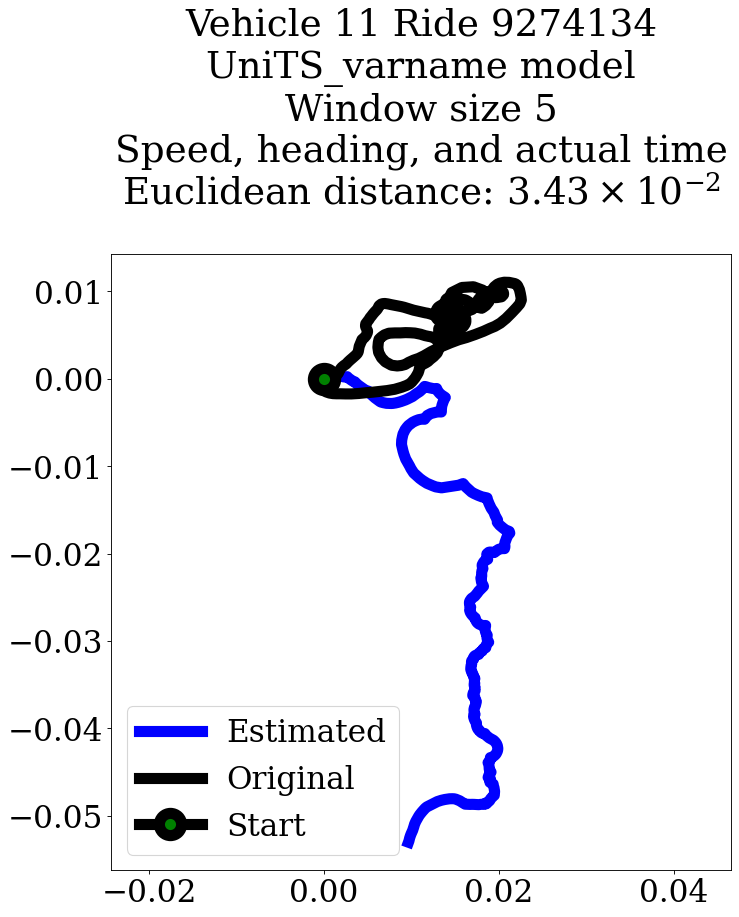 Vehicle 11 Ride 9274134
UniTS_varname model
Window size 5
Speed, heading, and actual time
Euclidean distance: 3.43 × 10⁻²
0.01
0.00
−0.01
−0.02
−0.03
−0.04
−0.05
Estimated
Original
Start
−0.02 0.00 0.02 0.04